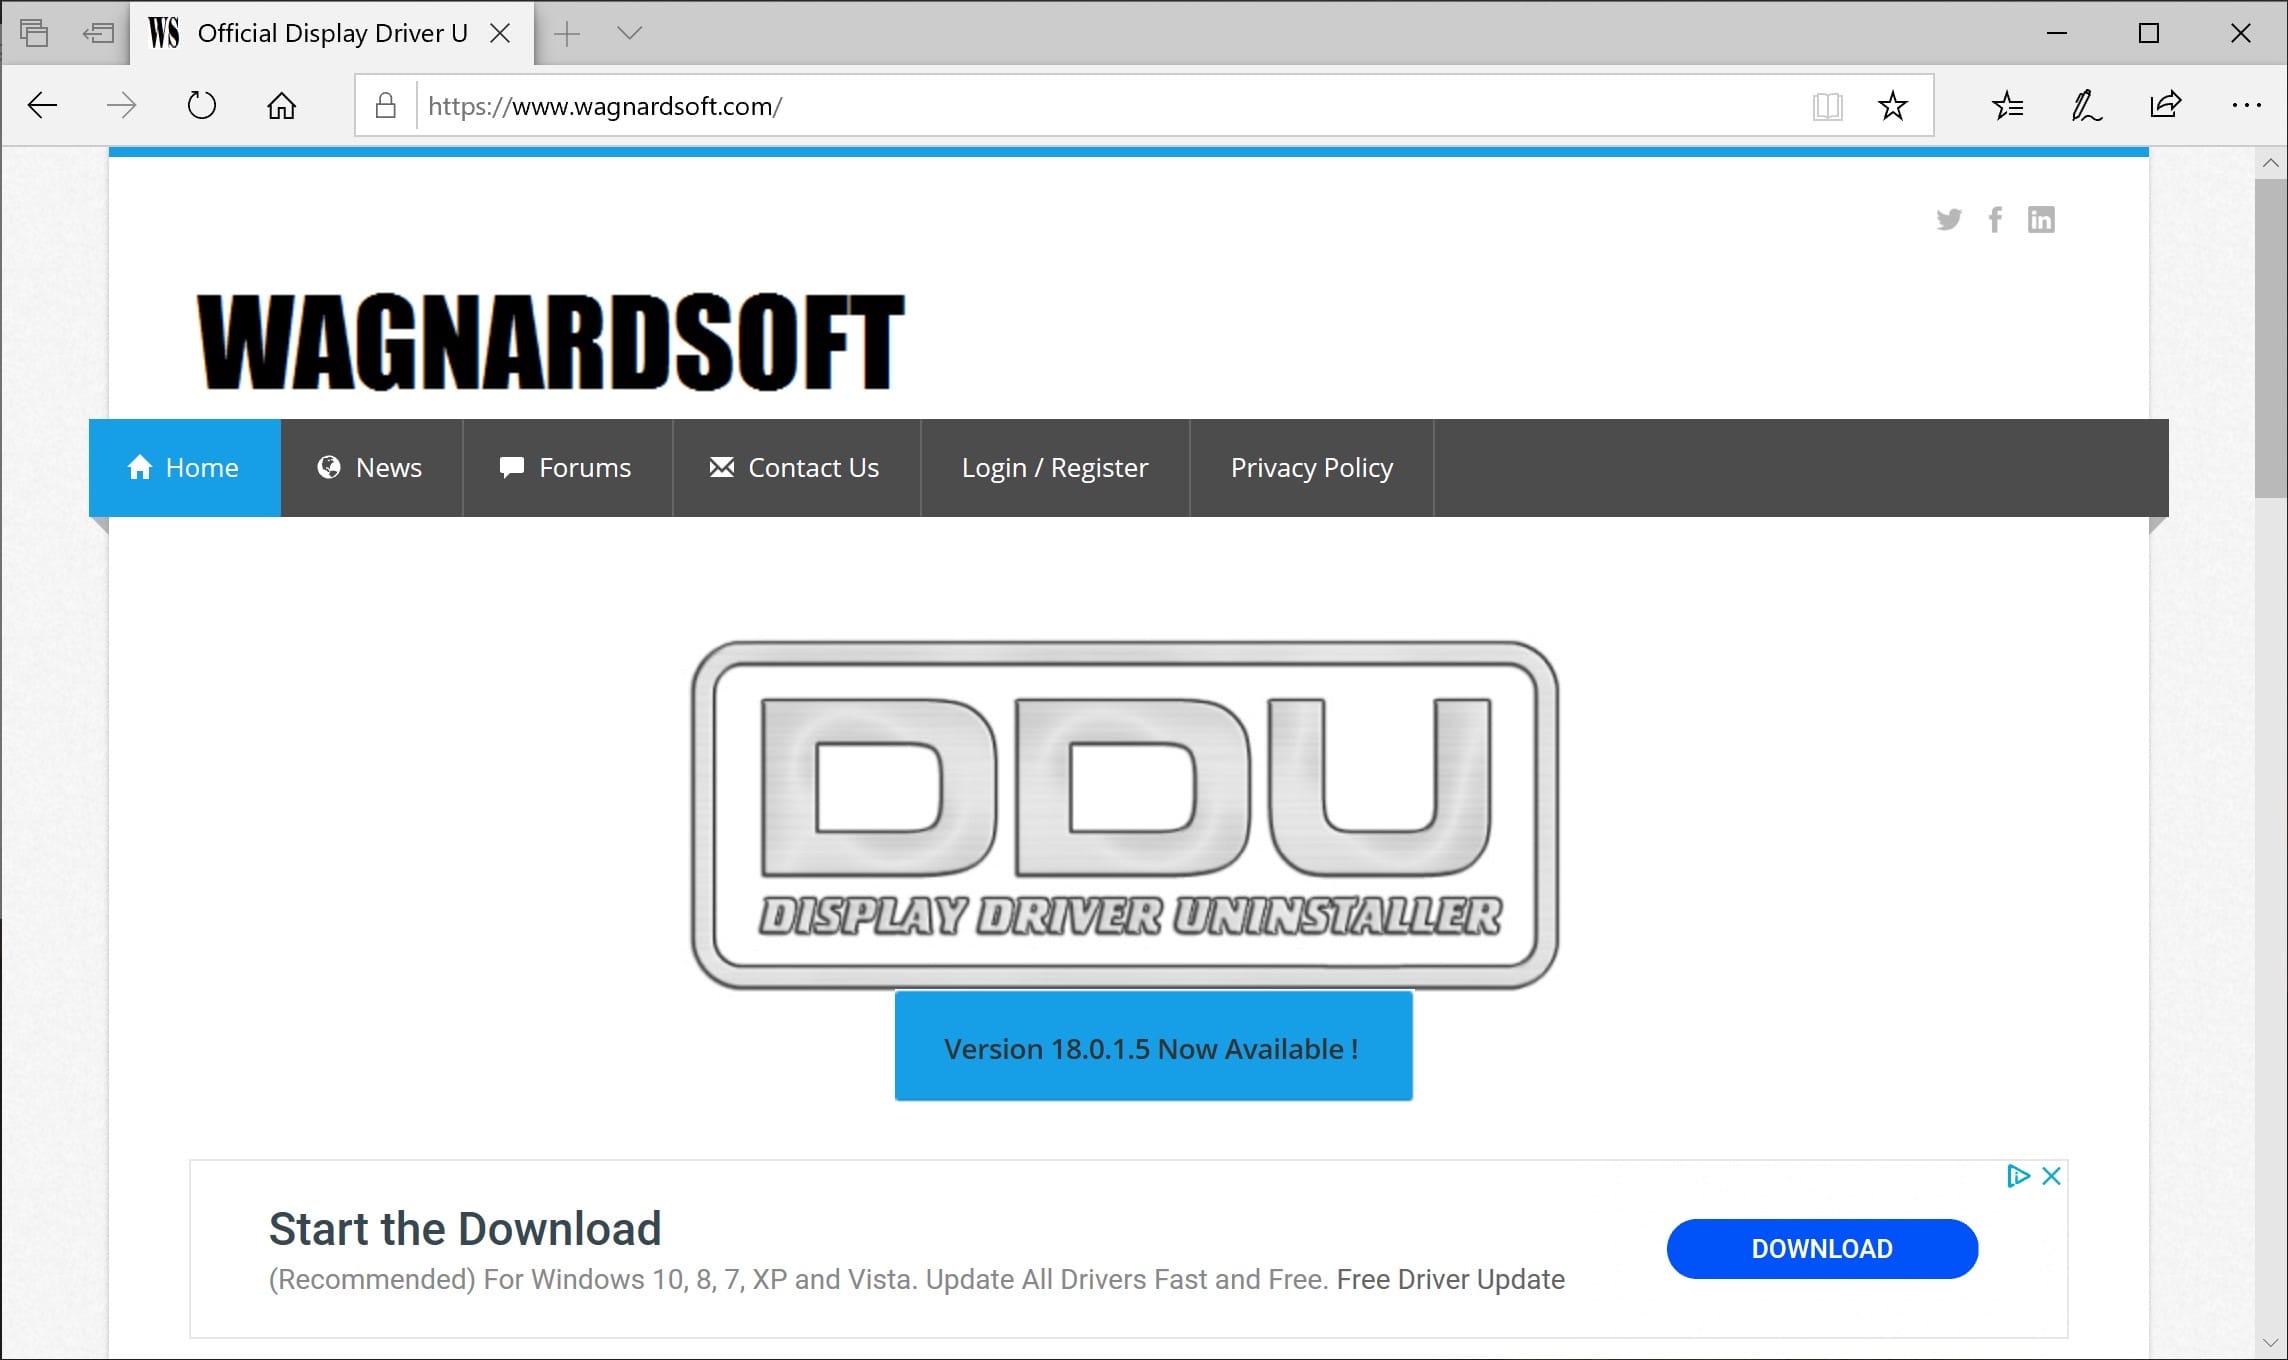 WS Official Display Driver U
https://www.wagnardsoft.com/
WAGNARDSOFT
Home News Forums Contact Us Login / Register Privacy Policy
DDU
DISPLAY DRIVER UNINSTALLER
Version 18.0.1.5 Now Available !
Start the Download
(Recommended) For Windows 10, 8, 7, XP and Vista. Update All Drivers Fast and Free. Free Driver Update
DOWNLOAD